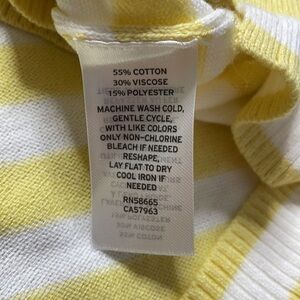 55% COTTON
30% VISCOSE
15% POLYESTER
MACHINE WASH COLD,
GENTLE CYCLE,
WITH LIKE COLORS
ONLY NON-CHLORINE
BLEACH IF NEEDED
RESHAPE,
LAY FLAT TO DRY
COOL IRON IF
NEEDED
RN58665
CA57963